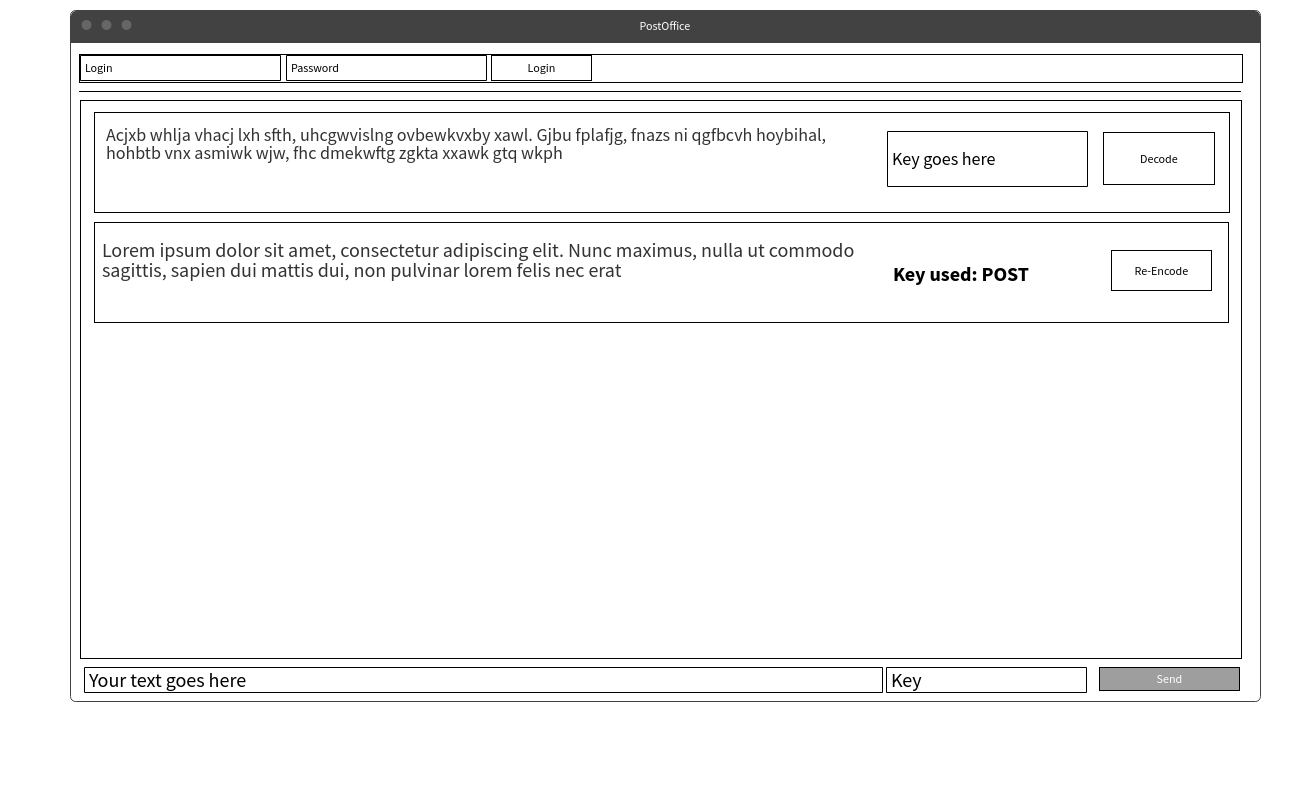 PostOffice
Login
Password
Login
Acjxb whlja vhacj lxh sfth, uhcgwvislng ovbewkvxby xawl. Gjbu fplafjg, fnazs ni qgfbcvh hoybihal,
hohbtb vnx asmiwk wjw, fhc dmekwftg zgkta xxawk gtq wkph
Key goes here
Decode
Lorem ipsum dolor sit amet, consectetur adipiscing elit. Nunc maximus, nulla ut commodo
sagittis, sapien dui mattis dui, non pulvinar lorem felis nec erat
Key used: POST
Re-Encode
Your text goes here
Key
Send